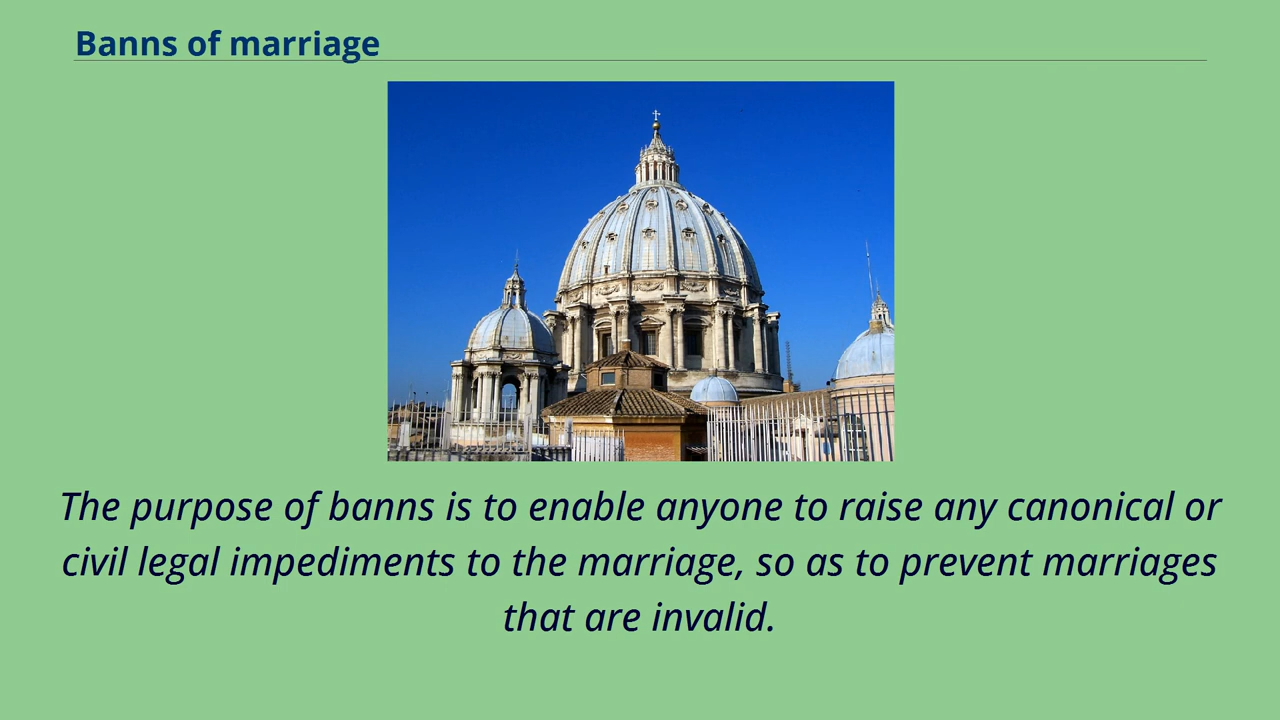 Banns of marriage
The purpose of banns is to enable anyone to raise any canonical or
civil legal impediments to the marriage, so as to prevent marriages
that are invalid.